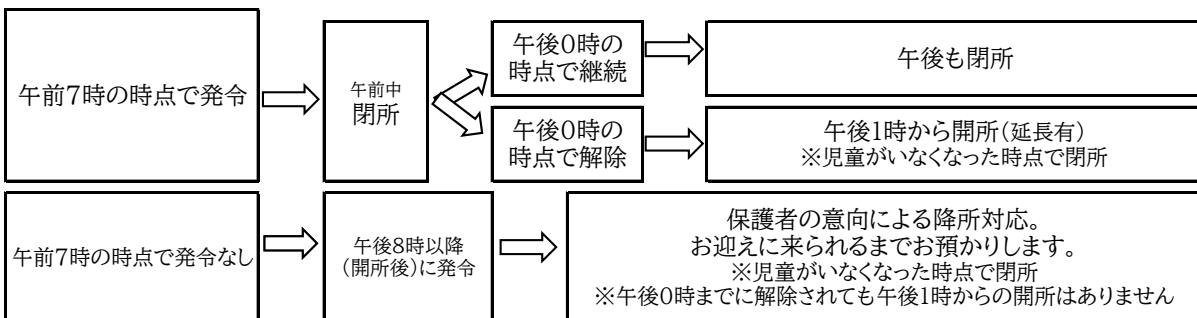 午前7時の時点で発令
午前中
閉所
午後0時の
時点で継続
午後も閉所
午後0時の
時点で解除
午後1時から開所(延長有)
※児童がいなくなった時点で閉所
午前7時の時点で発令なし
午後8時以降
(開所後)に発令
保護者の意向による降所対応。
お迎えに来られるまでお預かりします。
※児童がいなくなった時点で閉所
※午後0時までに解除されても午後1時からの開所はありません